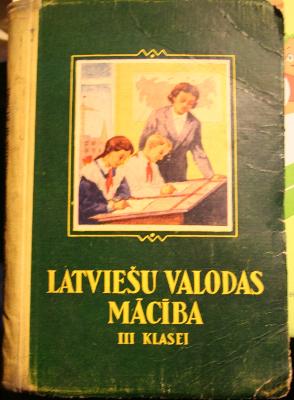 LATVIEŠU VALODAS
MĀCĪBA
III KLASEI